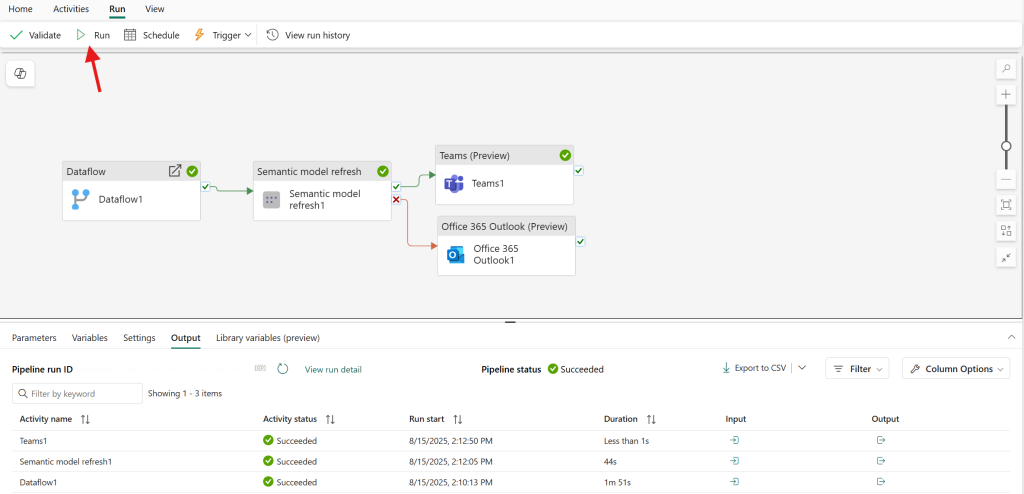 Home Activities Run View
Validate Run Schedule Trigger View run history
Teams (Preview)
Teams1
Dataflow
Dataflow1
Semantic model refresh
Semantic model
refresh1
Office 365 Outlook (Preview)
Office 365
Outlook1
Parameters Variables Settings Output Library variables (preview)
Pipeline run ID View run detail Pipeline status Succeeded Export to CSV Filter Column Options
Filter by keyword Showing 1 - 3 items
Activity name Activity status Run start Duration Input Output
Teams1 Succeeded 8/15/2025, 2:12:50 PM Less than 1s
Semantic model refresh1 Succeeded 8/15/2025, 2:12:05 PM 44s
Dataflow1 Succeeded 8/15/2025, 2:10:13 PM 1m 51s